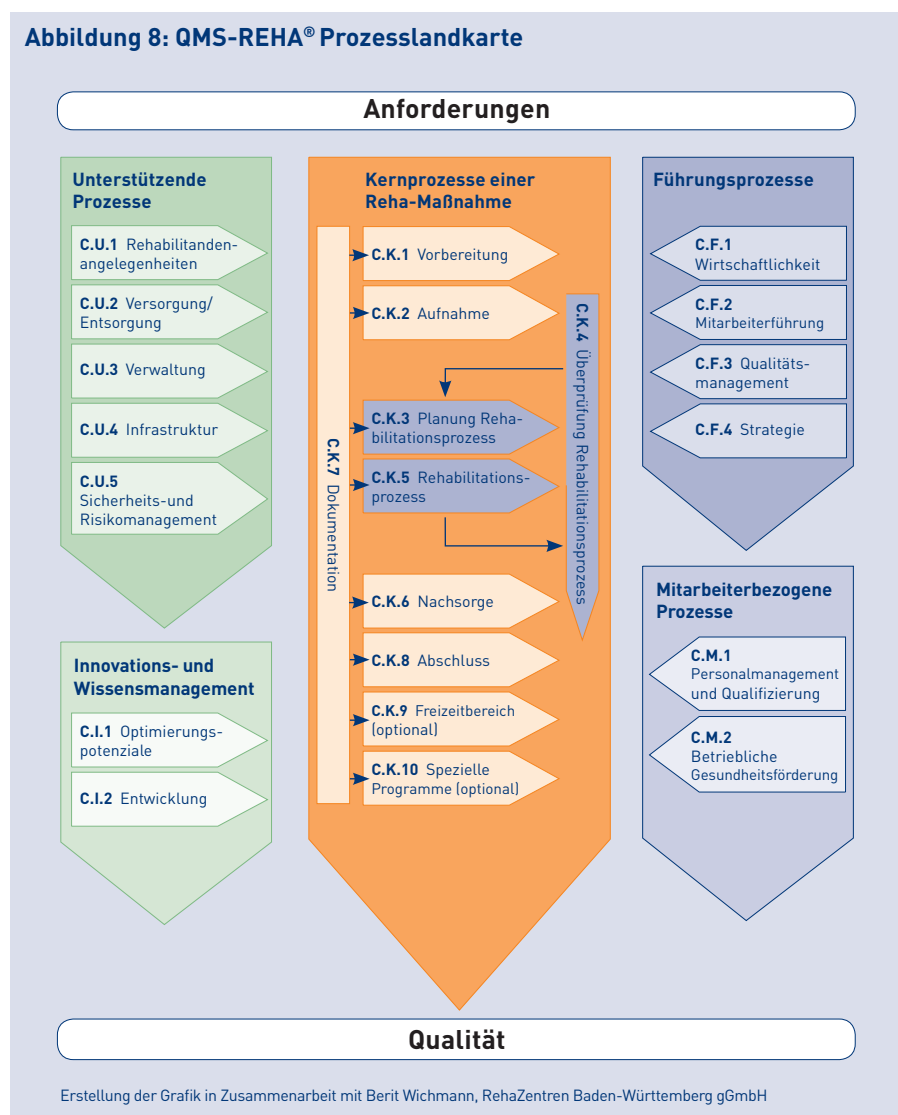 Abbildung 8: QMS-REHA® Prozesslandkarte
Anforderungen
Unterstützende
Prozesse
C.U.1 Rehabilitanden-
angelegenheiten
C.U.2 Versorgung/
Entsorgung
C.U.3 Verwaltung
C.U.4 Infrastruktur
C.U.5
Sicherheits-und
Risikomanagement
Innovations- und
Wissensmanagement
C.I.1 Optimierungs-
potenziale
C.I.2 Entwicklung
Kernprozesse einer
Reha-Maßnahme
C.K.7 Dokumentation
C.K.1 Vorbereitung
C.K.2 Aufnahme
C.K.4 Überprüfung Rehabilitationsprozess
C.K.3 Planung Reha-
bilitationsprozess
C.K.5 Rehabilitations-
prozess
C.K.6 Nachsorge
C.K.8 Abschluss
C.K.9 Freizeitbereich
(optional)
C.K.10 Spezielle
Programme (optional)
Führungsprozesse
C.F.1
Wirtschaftlichkeit
C.F.2
Mitarbeiterführung
C.F.3 Qualitäts-
management
C.F.4 Strategie
Mitarbeiterbezogene
Prozesse
C.M.1
Personalmanagement
und Qualifizierung
C.M.2
Betriebliche
Gesundheitsförderung
Qualität
Erstellung der Grafik in Zusammenarbeit mit Berit Wichmann, RehaZentren Baden-Württemberg gGmbH